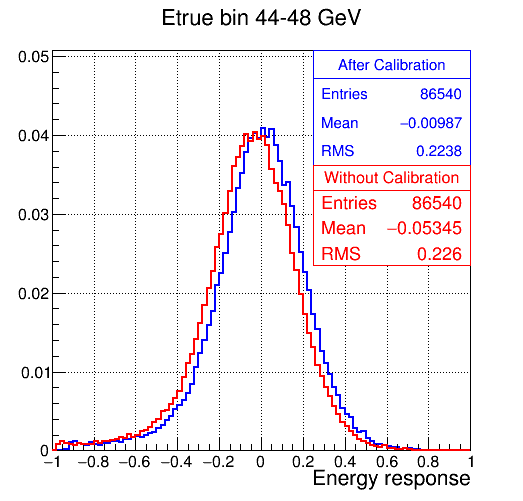 Etrue bin 44-48 GeV
0.05
0.04
0.03
0.02
0.01
0
After Calibration
Entries 86540
Mean −0.00987
RMS 0.2238
Without Calibration
Entries 86540
Mean −0.05345
RMS 0.226
−1 −0.8 −0.6 −0.4 −0.2 0 0.2 0.4 0.6 0.8 1
Energy response